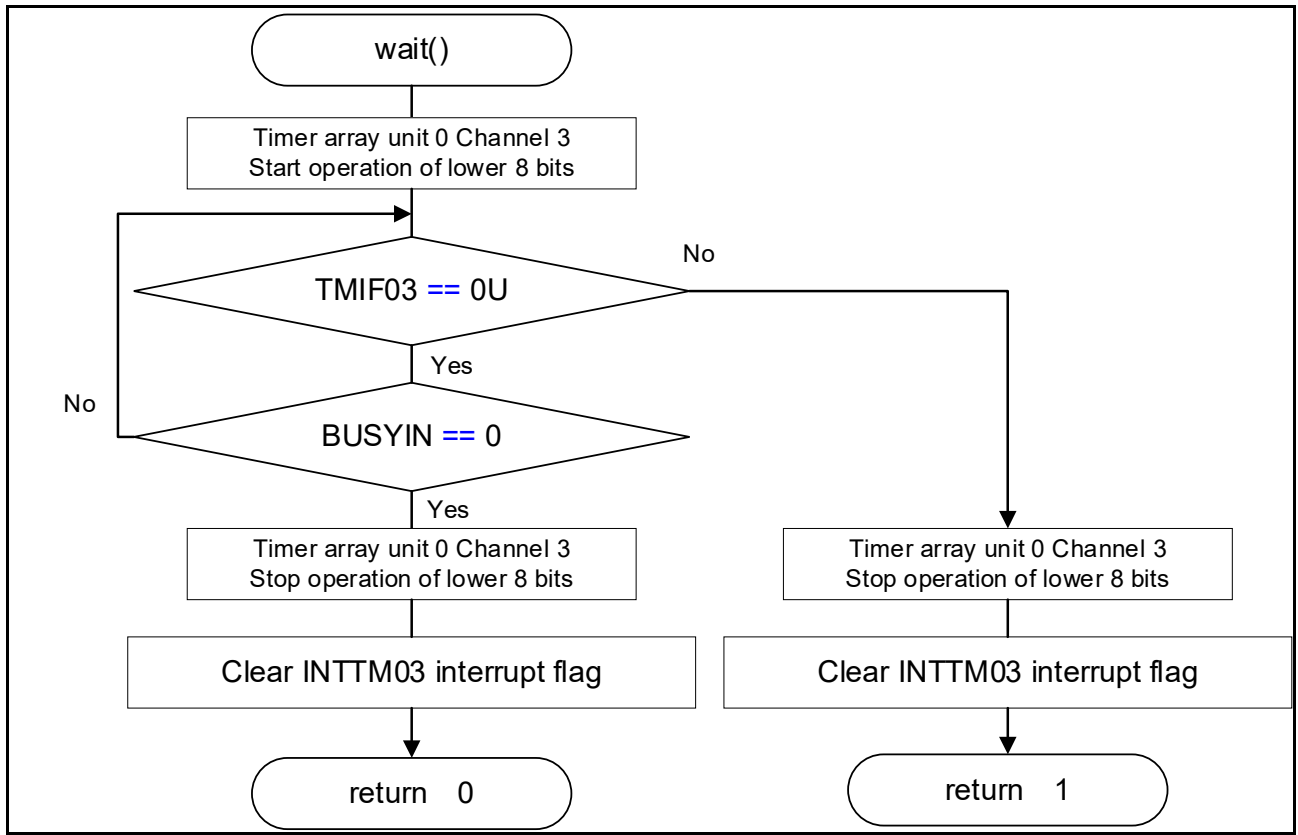 wait()
Timer array unit 0 Channel 3
Start operation of lower 8 bits
TMIF03 == 0U
No
Yes
No
BUSYIN == 0
Yes
Timer array unit 0 Channel 3
Stop operation of lower 8 bits
Clear INTTM03 interrupt flag
return 0
Timer array unit 0 Channel 3
Stop operation of lower 8 bits
Clear INTTM03 interrupt flag
return 1